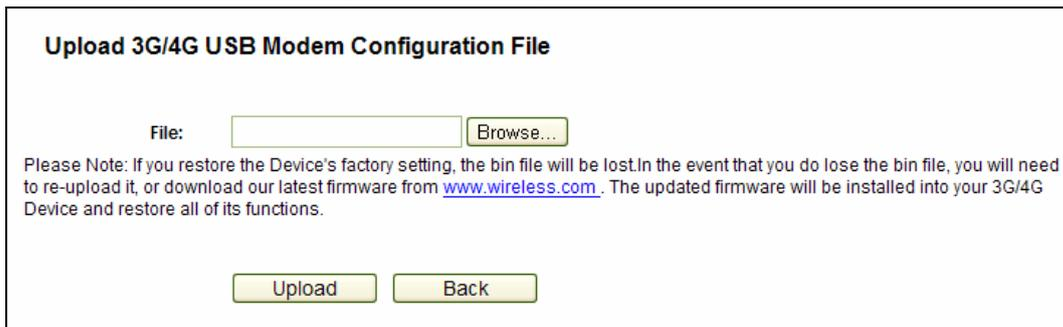 Upload 3G/4G USB Modem Configuration File
File:
Browse...
Please Note: If you restore the Device's factory setting, the bin file will be lost.In the event that you do lose the bin file, you will need
to re-upload it, or download our latest firmware from www.wireless.com . The updated firmware will be installed into your 3G/4G
Device and restore all of its functions.
Upload
Back